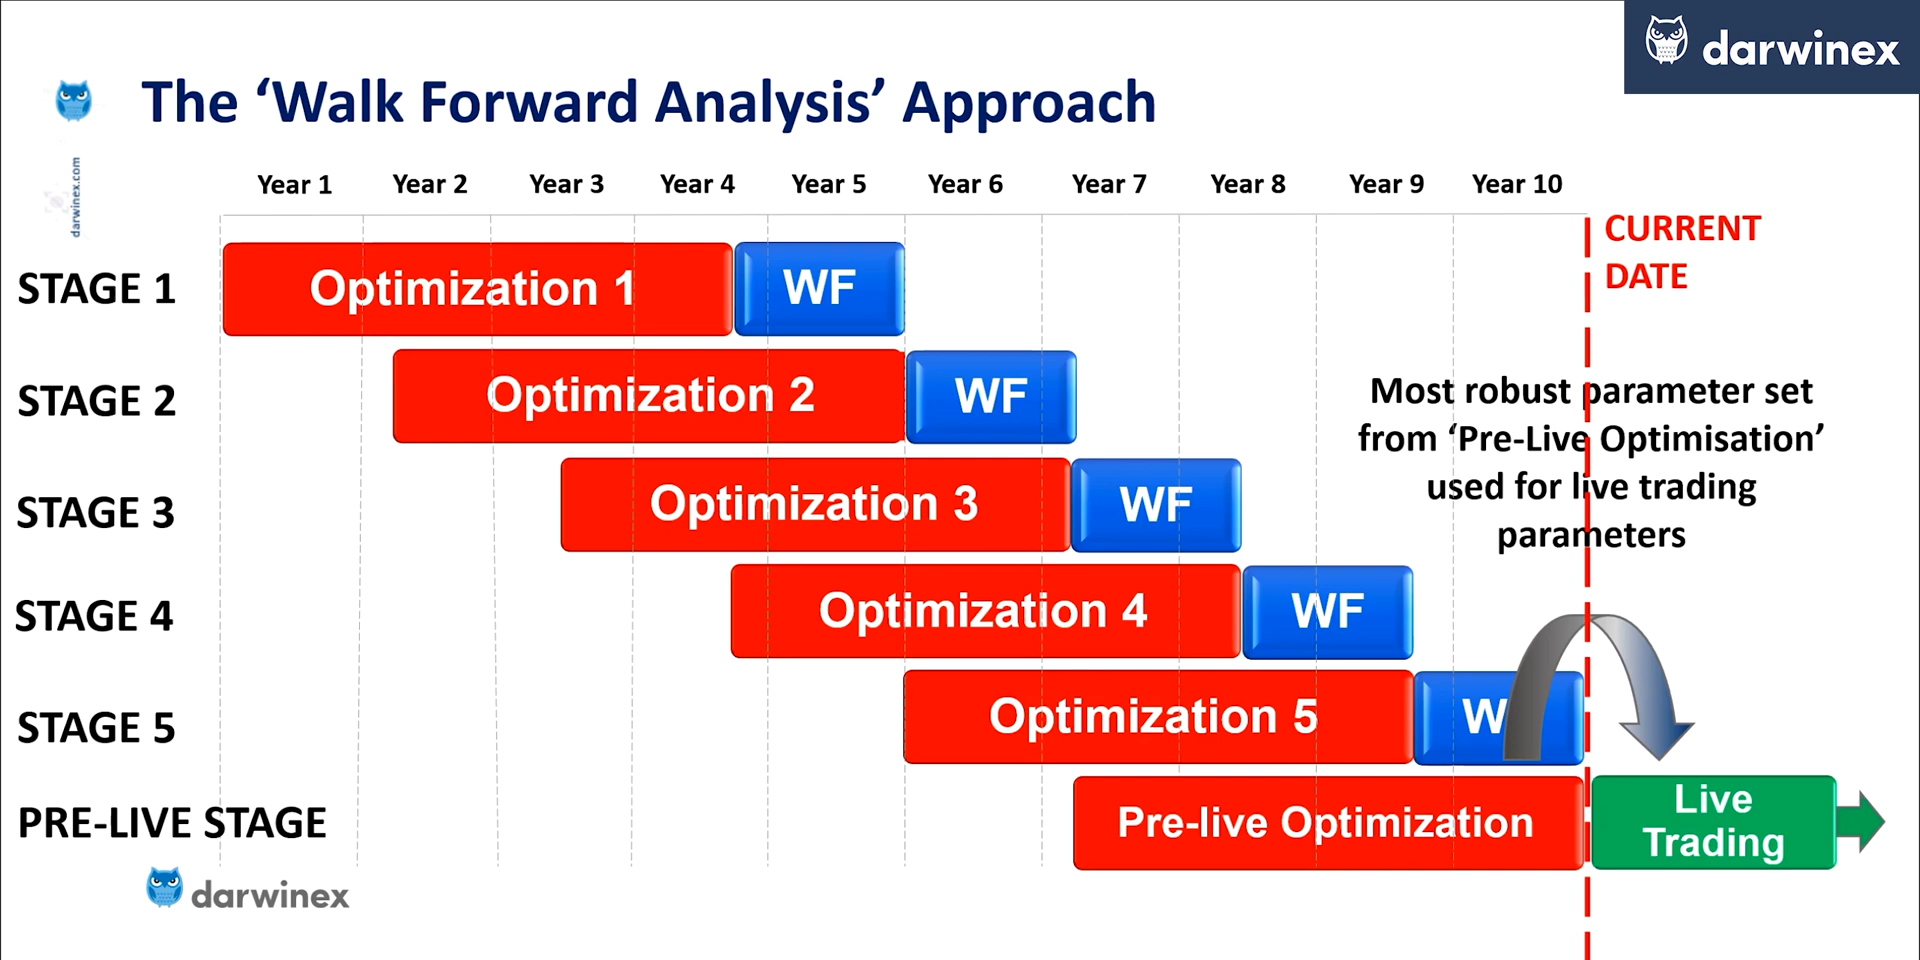 darwinex
The ‘Walk Forward Analysis’ Approach
darwinex.com
Year 1 Year 2 Year 3 Year 4 Year 5 Year 6 Year 7 Year 8 Year 9 Year 10
CURRENT
DATE
STAGE 1 Optimization 1 WF
STAGE 2 Optimization 2 WF
Most robust parameter set
from ‘Pre-Live Optimisation’
used for live trading
parameters
STAGE 3 Optimization 3 WF
STAGE 4 Optimization 4 WF
STAGE 5 Optimization 5 W
PRE-LIVE STAGE Pre-live Optimization
Live
Trading
darwinex